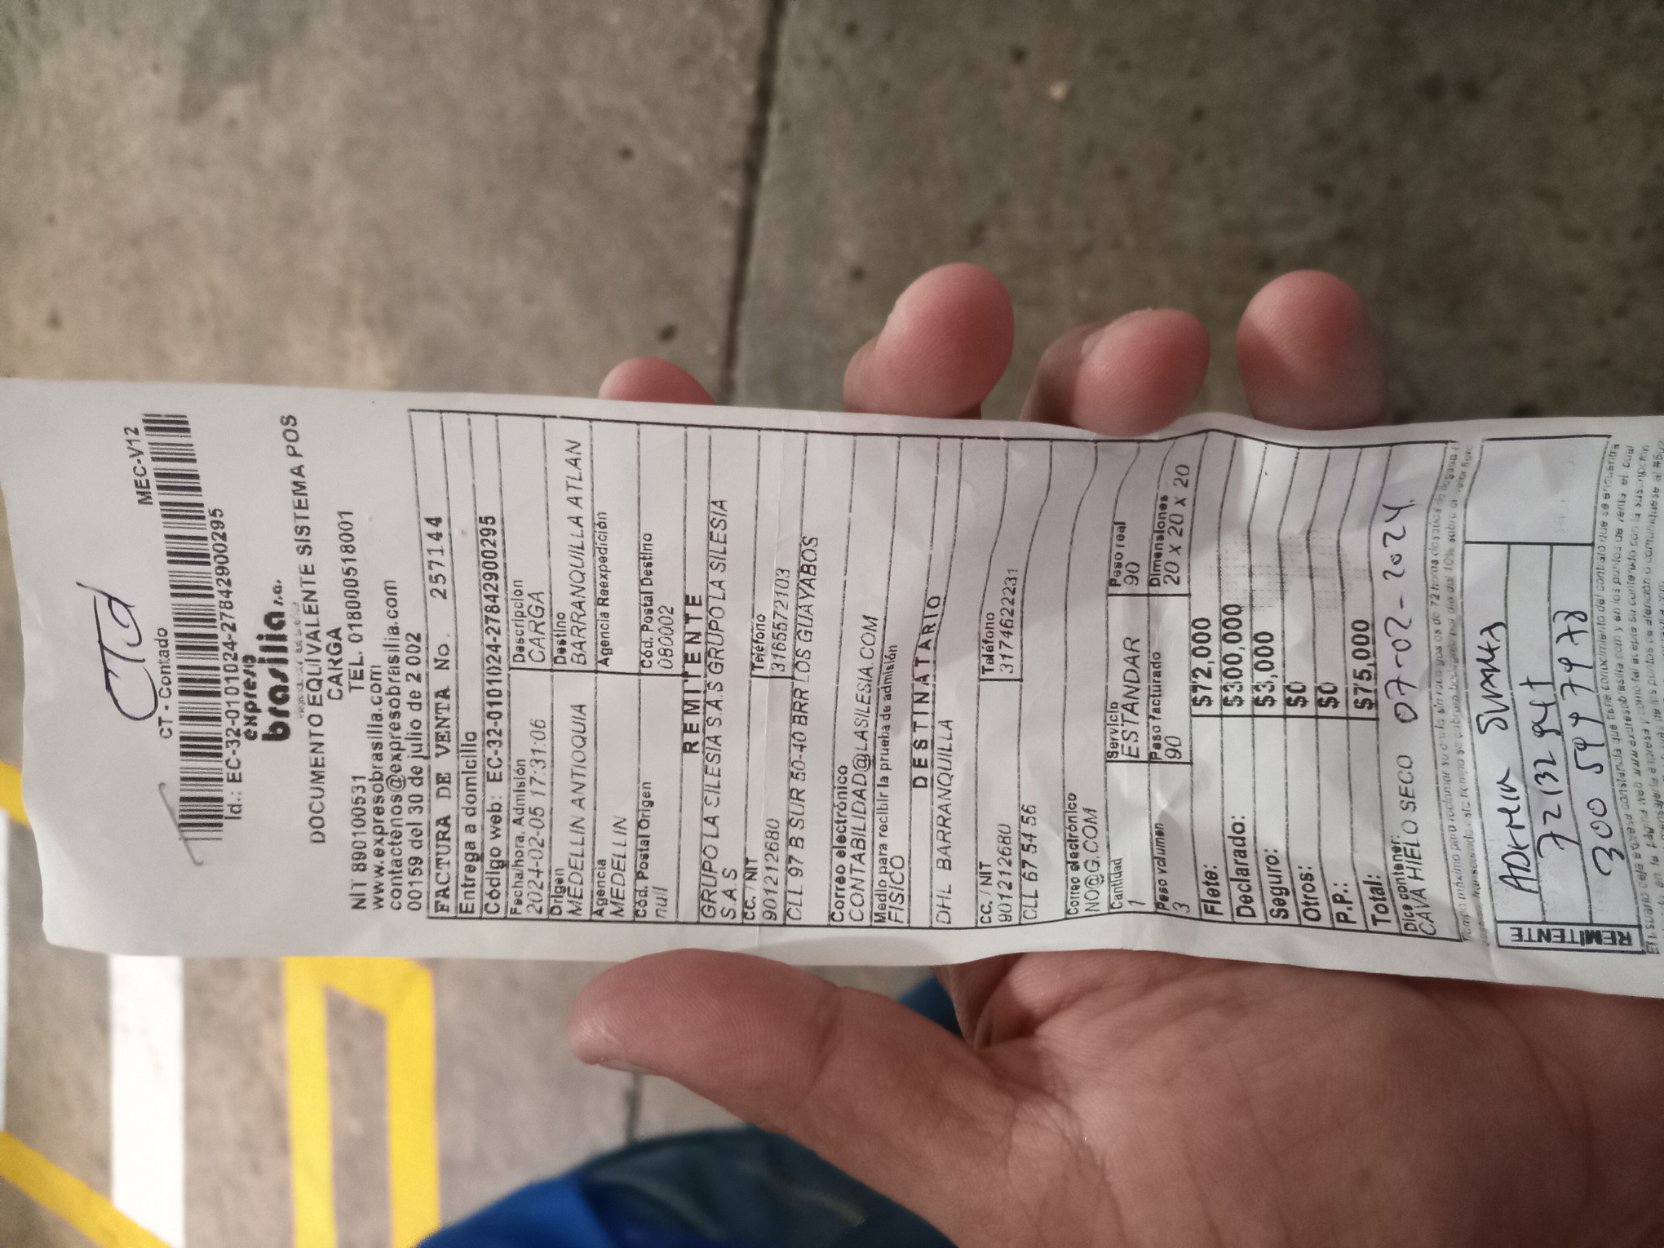 CTd
CT - Contado
MEC-V12
Id.: EC-32-0101024-27842900295
expreso
brasilia s.a.
DOCUMENTO EQUIVALENTE SISTEMA POS
CARGA
NIT 890100531
TEL. 018000518001
www.expresobrasilia.com
contactenos@expresobrasilia.com
00159 del 30 de julio de 2 002
FACTURA DE VENTA No. 257144
Entrega a domicilio
Código web: EC-32-0101024-27842900295
Fecha/hora. Admisión Descripcion
2024-02-05 17:31:06 CARGA
Origen Destino
MEDELLIN ANTIOQUIA BARRANQUILLA ATLAN
Agencia Agencia Reexpedición
MEDELLIN
Cód. Postal Origen Cód. Postal Destino
null 080002
REMITENTE
GRUPO LA SILESIA S.A.S GRUPO LA SILESIA
S.A.S
CC. / NIT Teléfono
901212680 3165572103
CLL 97 B SUR 50-40 BRR LOS GUAYABOS
Correo electrónico
CONTABILIDAD@LASILESIA.COM
Medio para recibir la prueba de admisión
FISICO
DESTINATARIO
DHL BARRANQUILLA
CC. / NIT Teléfono
901212680 3174622231
CLL 67 54 56
Correo electrónico
NO@G.COM
Cantidad Servicio Peso real
1 ESTANDAR 90
Peso volumen Peso facturado Dimensiones
3 90 20 x 20 x 20
Flete: $72,000
Declarado: $300,000
Seguro: $3,000
Otros: $0
P.P.: $0
Total: $75,000
Dice contener:
CAVA HIELO SECO 07-02-2024.
REMITENTE
72132941
300 599 7978